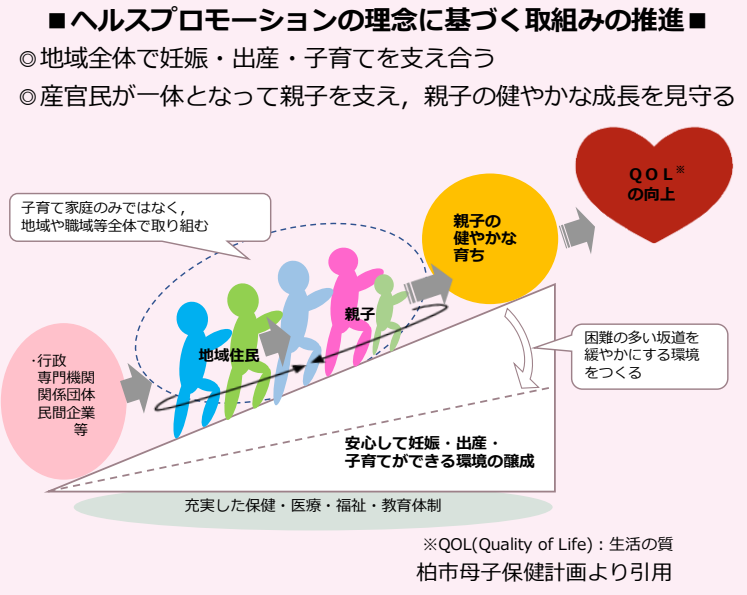 ■ヘルスプロモーションの理念に基づく取組みの推進■
◎地域全体で妊娠・出産・子育てを支え合う
◎産官民が一体となって親子を支え，親子の健やかな成長を見守る
QOL※
の向上
子育て家庭のみではなく，
地域や職域等全体で取り組む
親子の
健やかな
育ち
親子
地域住民
・行政
専門機関
関係団体
民間企業
等
困難の多い坂道を
緩やかにする環境
をつくる
安心して妊娠・出産・
子育てができる環境の醸成
充実した保健・医療・福祉・教育体制
※QOL(Quality of Life)：生活の質
柏市母子保健計画より引用